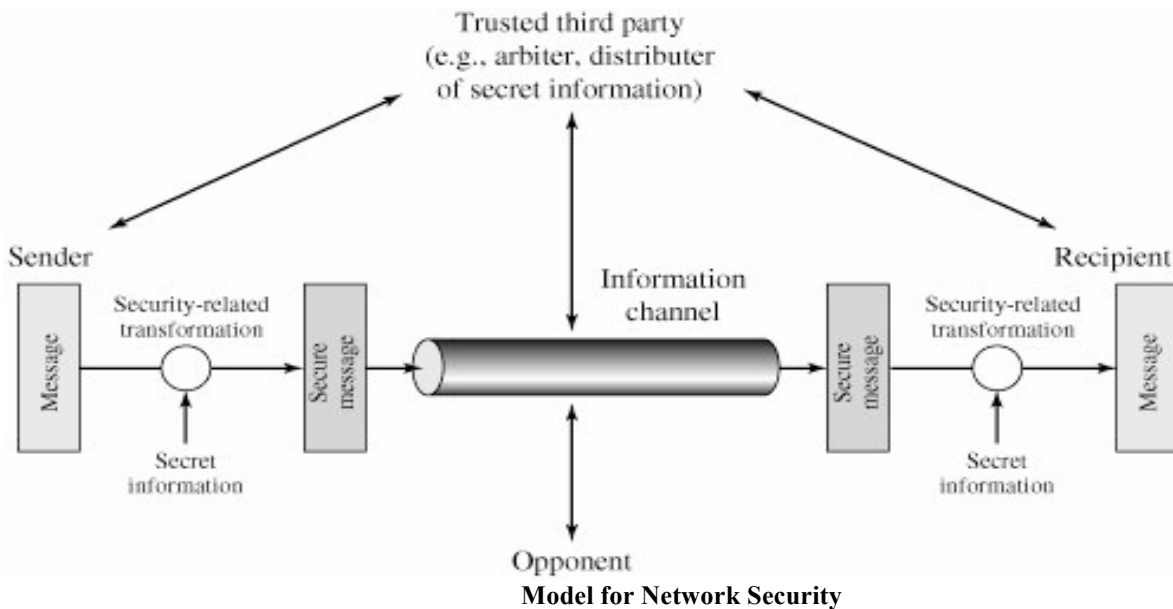 Trusted third party
(e.g., arbiter, distributer
of secret information)
Sender
Recipient
Information
channel
Security-related
transformation
Security-related
transformation
Message
Secure
message
Secure
message
Message
Secret
information
Secret
information
Opponent
Model for Network Security